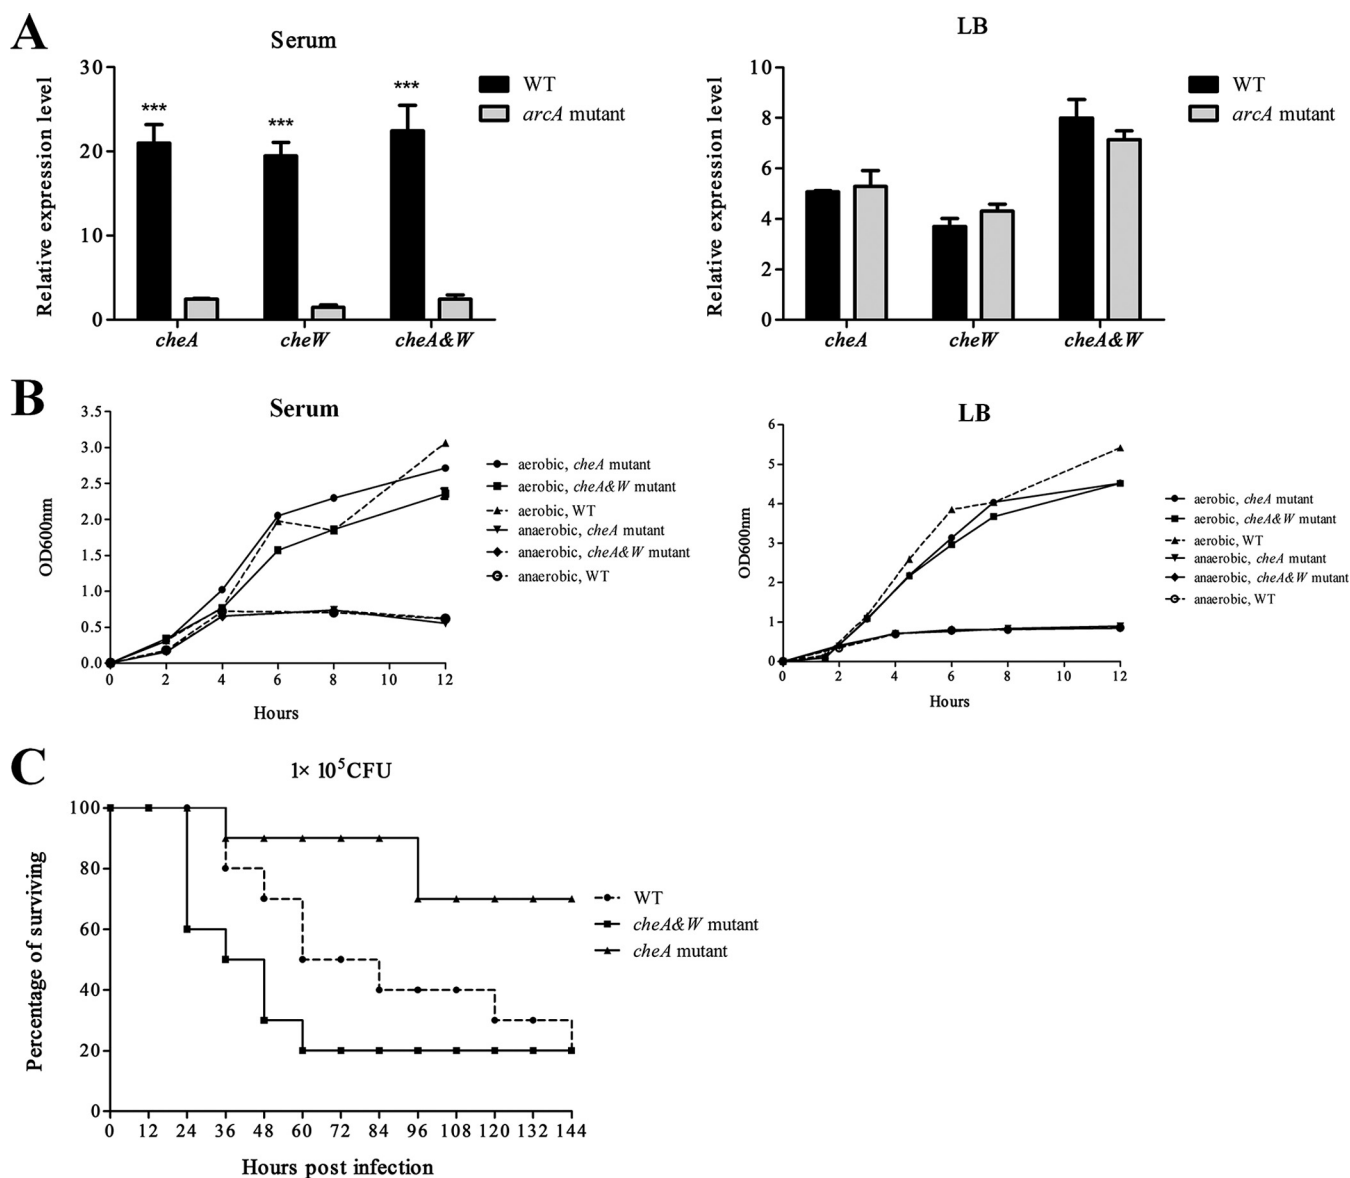 A
Serum
Relative expression level
30
20
10
0
***
***
***
cheA
cheW
cheA&W
WT
arcA mutant
LB
Relative expression level
10
8
6
4
2
0
cheA
cheW
cheA&W
WT
arcA mutant
B
Serum
OD600nm
3.5
3.0
2.5
2.0
1.5
1.0
0.5
0.0
0 2 4 6 8 10 12
Hours
aerobic, cheA mutant
aerobic, cheA&W mutant
aerobic, WT
anaerobic, cheA mutant
anaerobic, cheA&W mutant
anaerobic, WT
LB
OD600nm
6
5
4
3
2
1
0
0 2 4 6 8 10 12
Hours
aerobic, cheA mutant
aerobic, cheA&W mutant
aerobic, WT
anaerobic, cheA mutant
anaerobic, cheA&W mutant
anaerobic, WT
C
1× 10⁵CFU
Percentage of surviving
100
80
60
40
20
0
0 12 24 36 48 60 72 84 96 108 120 132 144
Hours post infection
WT
cheA&W mutant
cheA mutant